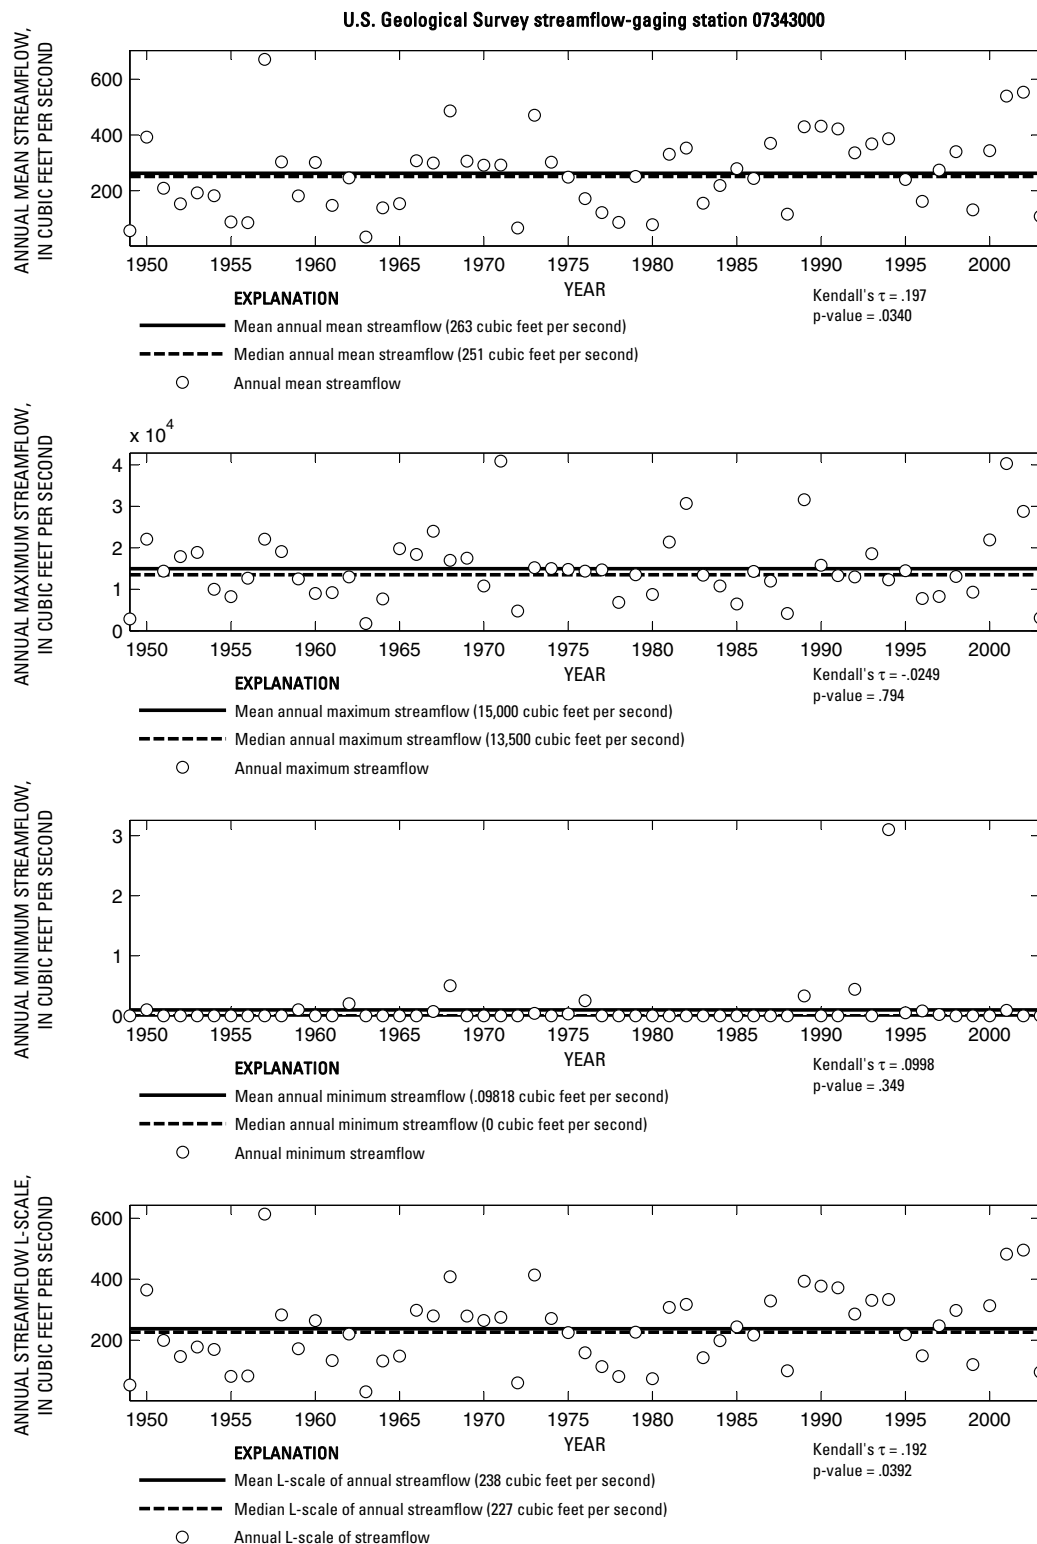 U.S. Geological Survey streamflow-gaging station 07343000
ANNUAL MEAN STREAMFLOW,
IN CUBIC FEET PER SECOND
600
400
200
1950 1955 1960 1965 1970 1975 1980 1985 1990 1995 2000
YEAR
Kendall's τ = .197
p-value = .0340
EXPLANATION
Mean annual mean streamflow (263 cubic feet per second)
Median annual mean streamflow (251 cubic feet per second)
Annual mean streamflow
ANNUAL MAXIMUM STREAMFLOW,
IN CUBIC FEET PER SECOND
x 10^4
4
3
2
1
0
1950 1955 1960 1965 1970 1975 1980 1985 1990 1995 2000
YEAR
Kendall's τ = -.0249
p-value = .794
EXPLANATION
Mean annual maximum streamflow (15,000 cubic feet per second)
Median annual maximum streamflow (13,500 cubic feet per second)
Annual maximum streamflow
ANNUAL MINIMUM STREAMFLOW,
IN CUBIC FEET PER SECOND
3
2
1
0
1950 1955 1960 1965 1970 1975 1980 1985 1990 1995 2000
YEAR
Kendall's τ = .0998
p-value = .349
EXPLANATION
Mean annual minimum streamflow (.09818 cubic feet per second)
Median annual minimum streamflow (0 cubic feet per second)
Annual minimum streamflow
ANNUAL STREAMFLOW L-SCALE,
IN CUBIC FEET PER SECOND
600
400
200
1950 1955 1960 1965 1970 1975 1980 1985 1990 1995 2000
YEAR
Kendall's τ = .192
p-value = .0392
EXPLANATION
Mean L-scale of annual streamflow (238 cubic feet per second)
Median L-scale of annual streamflow (227 cubic feet per second)
Annual L-scale of streamflow